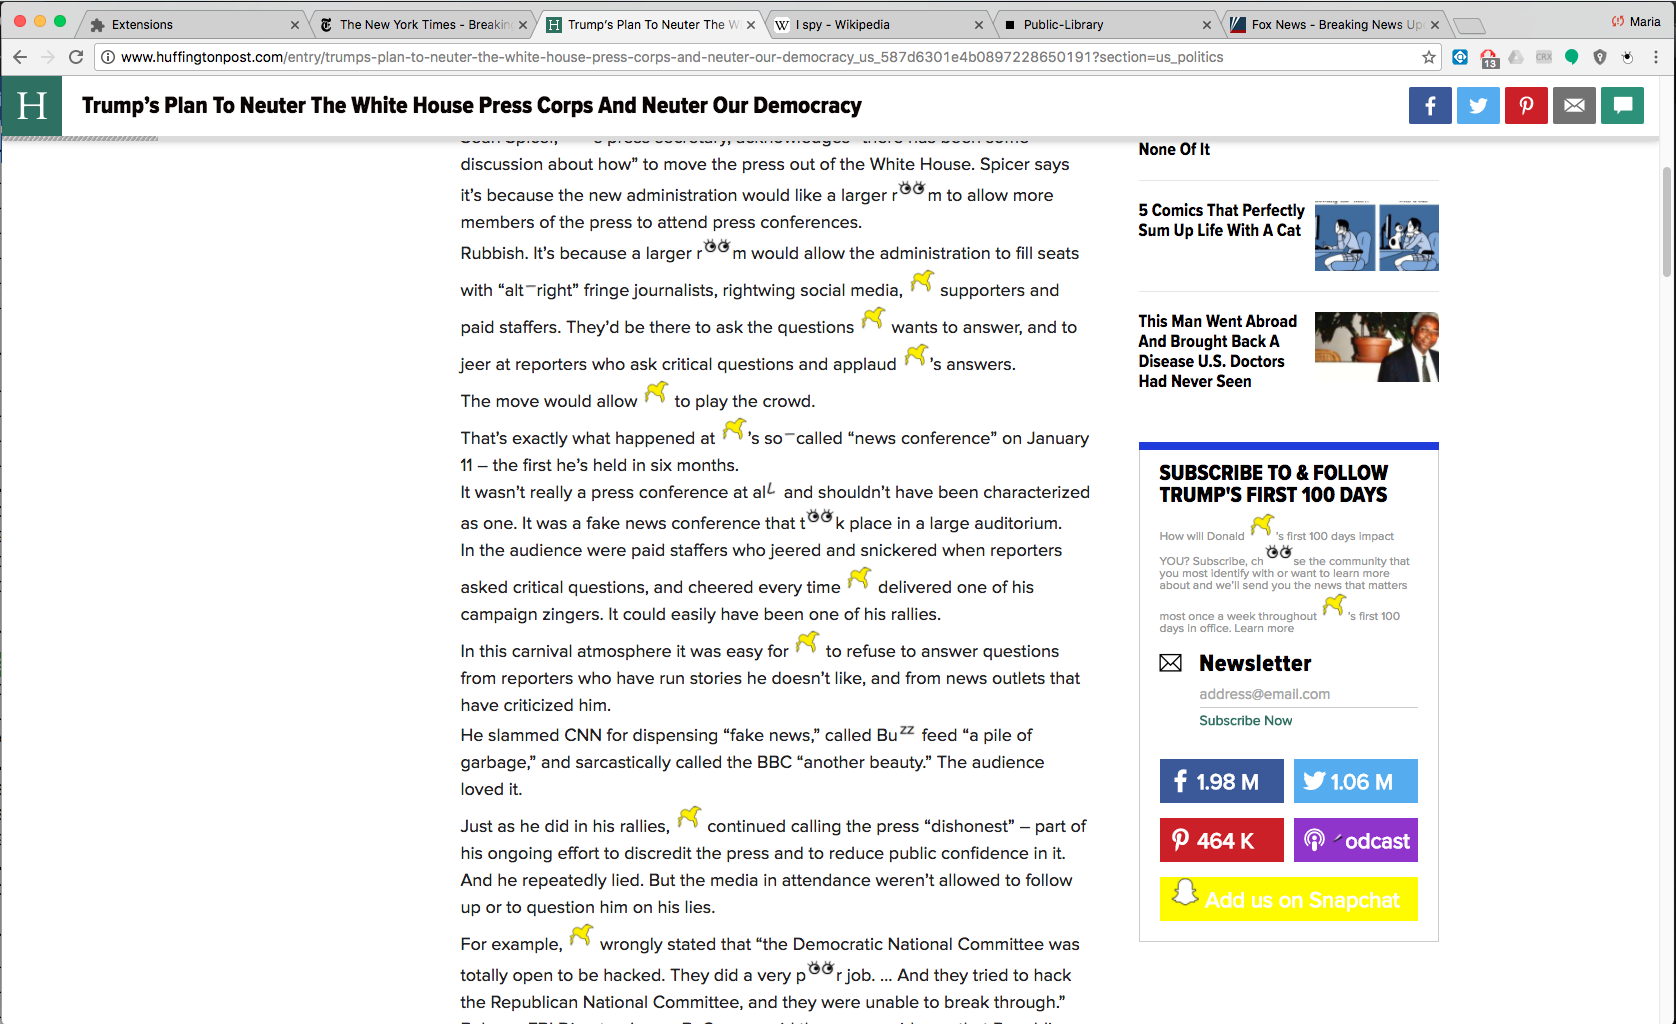 Extensions
The New York Times - Breaking
Trump's Plan To Neuter The W
I spy - Wikipedia
Public-Library
Fox News - Breaking News Up
Maria
www.huffingtonpost.com/entry/trumps-plan-to-neuter-the-white-house-press-corps-and-neuter-our-democracy_us_587d6301e4b0897228650191?section=us_politics
13
CRX
H
Trump's Plan To Neuter The White House Press Corps And Neuter Our Democracy
discussion about how” to move the press out of the White House. Spicer says
it’s because the new administration would like a larger r m to allow more
members of the press to attend press conferences.
Rubbish. It’s because a larger r m would allow the administration to fill seats
with “alt–right” fringe journalists, rightwing social media, supporters and
paid staffers. They’d be there to ask the questions wants to answer, and to
jeer at reporters who ask critical questions and applaud ’s answers.
The move would allow to play the crowd.
That’s exactly what happened at ’s so–called “news conference” on January
11 – the first he’s held in six months.
It wasn’t really a press conference at alL and shouldn’t have been characterized
as one. It was a fake news conference that t k place in a large auditorium.
In the audience were paid staffers who jeered and snickered when reporters
asked critical questions, and cheered every time delivered one of his
campaign zingers. It could easily have been one of his rallies.
In this carnival atmosphere it was easy for to refuse to answer questions
from reporters who have run stories he doesn’t like, and from news outlets that
have criticized him.
He slammed CNN for dispensing “fake news,” called Buzz feed “a pile of
garbage,” and sarcastically called the BBC “another beauty.” The audience
loved it.
Just as he did in his rallies, continued calling the press “dishonest” – part of
his ongoing effort to discredit the press and to reduce public confidence in it.
And he repeatedly lied. But the media in attendance weren’t allowed to follow
up or to question him on his lies.
For example, wrongly stated that “the Democratic National Committee was
totally open to be hacked. They did a very p r job. ... And they tried to hack
the Republican National Committee, and they were unable to break through.”
None Of It
5 Comics That Perfectly
Sum Up Life With A Cat
This Man Went Abroad
And Brought Back A
Disease U.S. Doctors
Had Never Seen
SUBSCRIBE TO & FOLLOW
TRUMP'S FIRST 100 DAYS
How will Donald 's first 100 days impact
YOU? Subscribe, ch se the community that
you most identify with or want to learn more
about and we’ll send you the news that matters
most once a week throughout 's first 100
days in office. Learn more
Newsletter
address@email.com
Subscribe Now
1.98 M
1.06 M
464 K
odcast
Add us on Snapchat